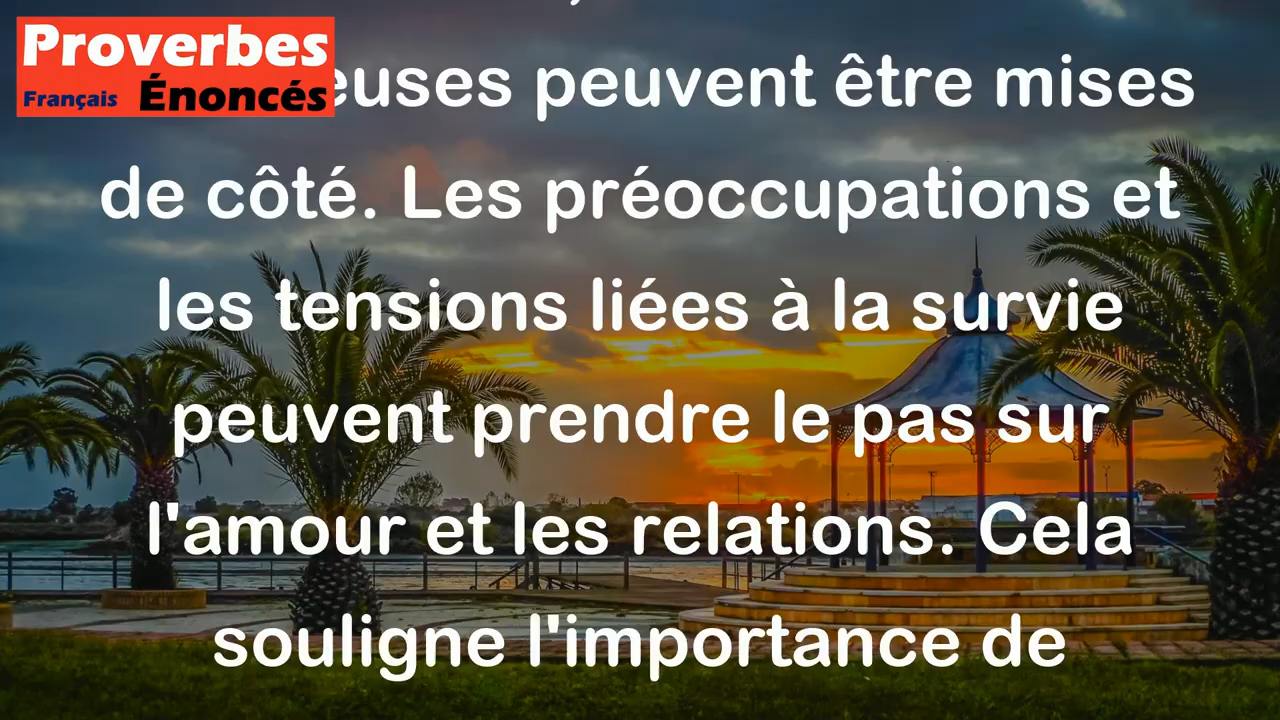 Proverbes
Français Énoncés
peuvent être mises
de côté. Les préoccupations et
les tensions liées à la survie
peuvent prendre le pas sur
l'amour et les relations. Cela
souligne l'importance de